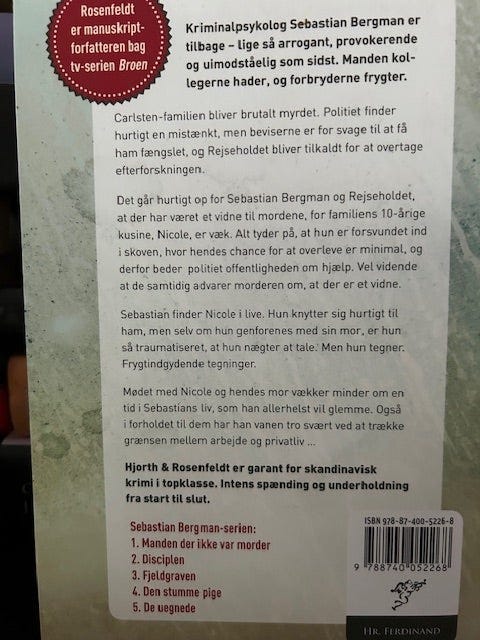 Rosenfeldt
er manuskript-
forfatteren bag
tv-serien Broen
Kriminalpsykolog Sebastian Bergman er
tilbage – lige så arrogant, provokerende
og uimodståelig som sidst. Manden kol-
legerne hader, og forbryderne frygter.
Carlsten-familien bliver brutalt myrdet. Politiet finder
hurtigt en mistænkt, men beviserne er for svage til at få
ham fængslet, og Rejseholdet bliver tilkaldt for at overtage
efterforskningen.
Det går hurtigt op for Sebastian Bergman og Rejseholdet,
at der har været et vidne til mordene, for familiens 10-årige
kusine, Nicole, er væk. Alt tyder på, at hun er forsvundet ind
i skoven, hvor hendes chance for at overleve er minimal, og
derfor beder politiet offentligheden om hjælp. Vel vidende
at de samtidig advarer morderen om, at der er et vidne.
Sebastian finder Nicole i live. Hun knytter sig hurtigt til
ham, men selv om hun genforenes med sin mor, er hun
så traumatiseret, at hun nægter at tale. Men hun tegner.
Frygtindgydende tegninger.
Mødet med Nicole og hendes mor vækker minder om en
tid i Sebastians liv, som han allerhelst vil glemme. Også
i forholdet til dem har han vanen tro svært ved at trække
grænsen mellem arbejde og privatliv ...
Hjorth & Rosenfeldt er garant for skandinavisk
krimi i topklasse. Intens spænding og underholdning
fra start til slut.
Sebastian Bergman-serien:
1. Manden der ikke var morder
2. Disciplen
3. Fjeldgraven
4. Den stumme pige
5. De uegnede
ISBN 978-87-400-5226-8
9 788740 052268
HR. FERDINAND